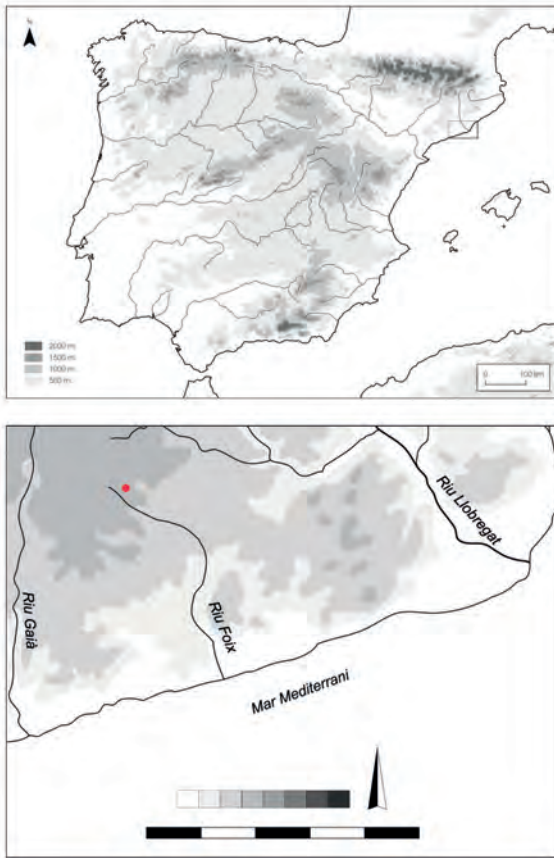 N
2000 m.
1500 m.
1000 m.
500 m.
0 100 km
Riu Gaià
Riu Foix
Riu Llobregat
Mar Mediterrani